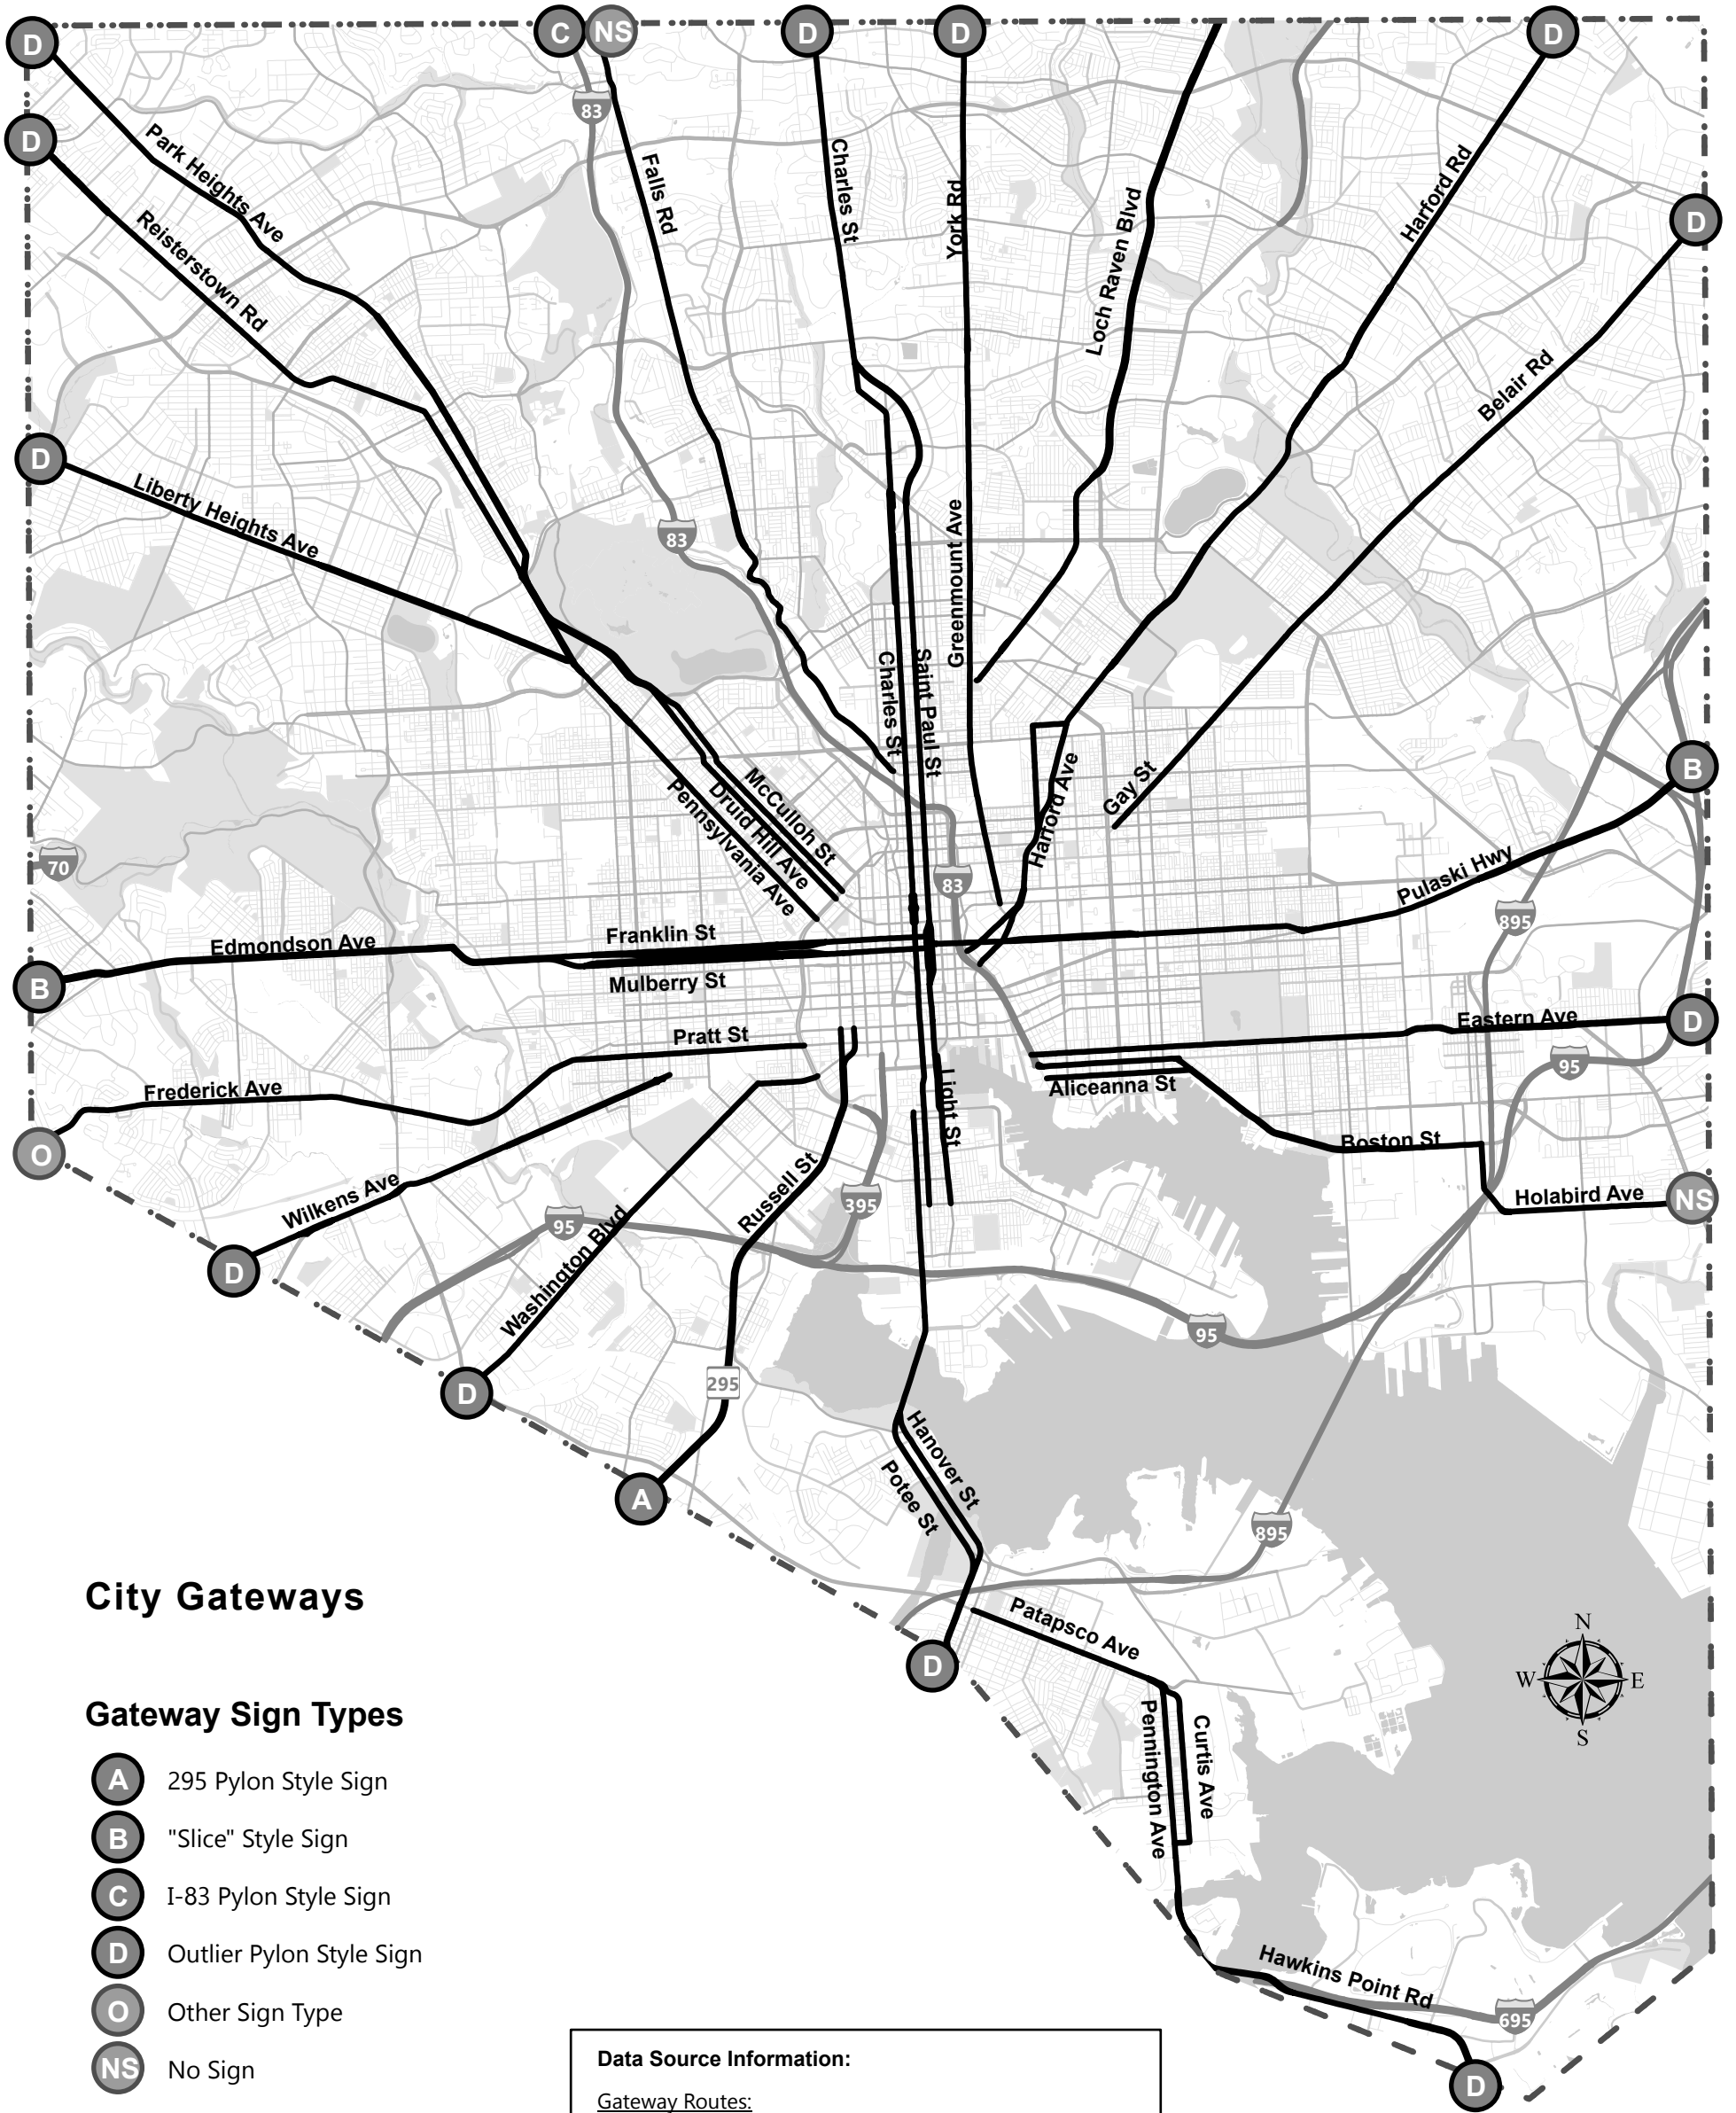 D
C
NS
D
D
D
D
83
Park Heights Ave
Falls Rd
Charles St
York Rd
Loch Raven Blvd
Harford Rd
D
Reisterstown Rd
Belair Rd
D
Liberty Heights Ave
83
Greenmount Ave
Charles St
Saint Paul St
B
McCulloh St
Druid Hill Ave
Pennsylvania Ave
Harford Ave
Gay St
70
83
Pulaski Hwy
895
Edmondson Ave
Franklin St
B
Mulberry St
Eastern Ave
D
Pratt St
95
Frederick Ave
Light St
Aliceanna St
O
Boston St
Wilkens Ave
Russell St
395
Holabird Ave
NS
95
D
Washington Blvd
95
295
D
Hanover St
Potee St
A
895
City Gateways
Patapsco Ave
N
W
E
S
D
Gateway Sign Types
Pennington Ave
Curtis Ave
A 295 Pylon Style Sign
B "Slice" Style Sign
C I-83 Pylon Style Sign
D Outlier Pylon Style Sign
Hawkins Point Rd
O Other Sign Type
695
NS No Sign
D
Data Source Information:
Gateway Routes: